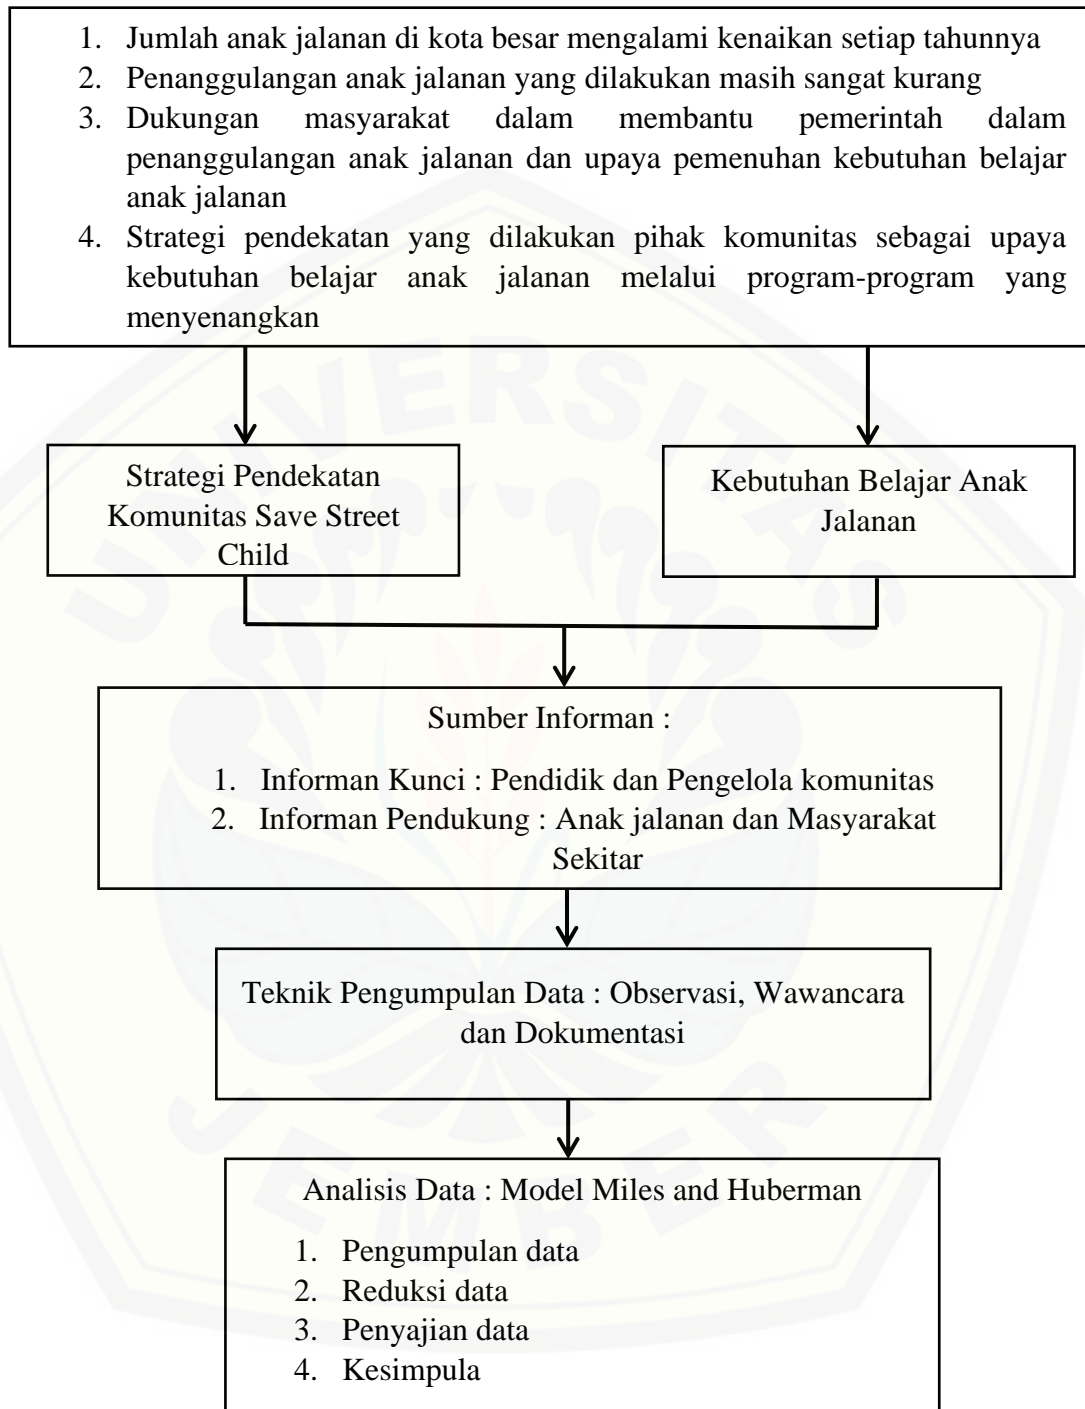 1. Jumlah anak jalanan di kota besar mengalami kenaikan setiap tahunnya
2. Penanggulangan anak jalanan yang dilakukan masih sangat kurang
3. Dukungan masyarakat dalam membantu pemerintah dalam
penanggulangan anak jalanan dan upaya pemenuhan kebutuhan belajar
anak jalanan
4. Strategi pendekatan yang dilakukan pihak komunitas sebagai upaya
kebutuhan belajar anak jalanan melalui program-program yang
menyenangkan
Strategi Pendekatan
Komunitas Save Street
Child
Kebutuhan Belajar Anak
Jalanan
Sumber Informan :
1. Informan Kunci : Pendidik dan Pengelola komunitas
2. Informan Pendukung : Anak jalanan dan Masyarakat
Sekitar
Teknik Pengumpulan Data : Observasi, Wawancara
dan Dokumentasi
Analisis Data : Model Miles and Huberman
1. Pengumpulan data
2. Reduksi data
3. Penyajian data
4. Kesimpula
UNIVERSITAS
JEMBER